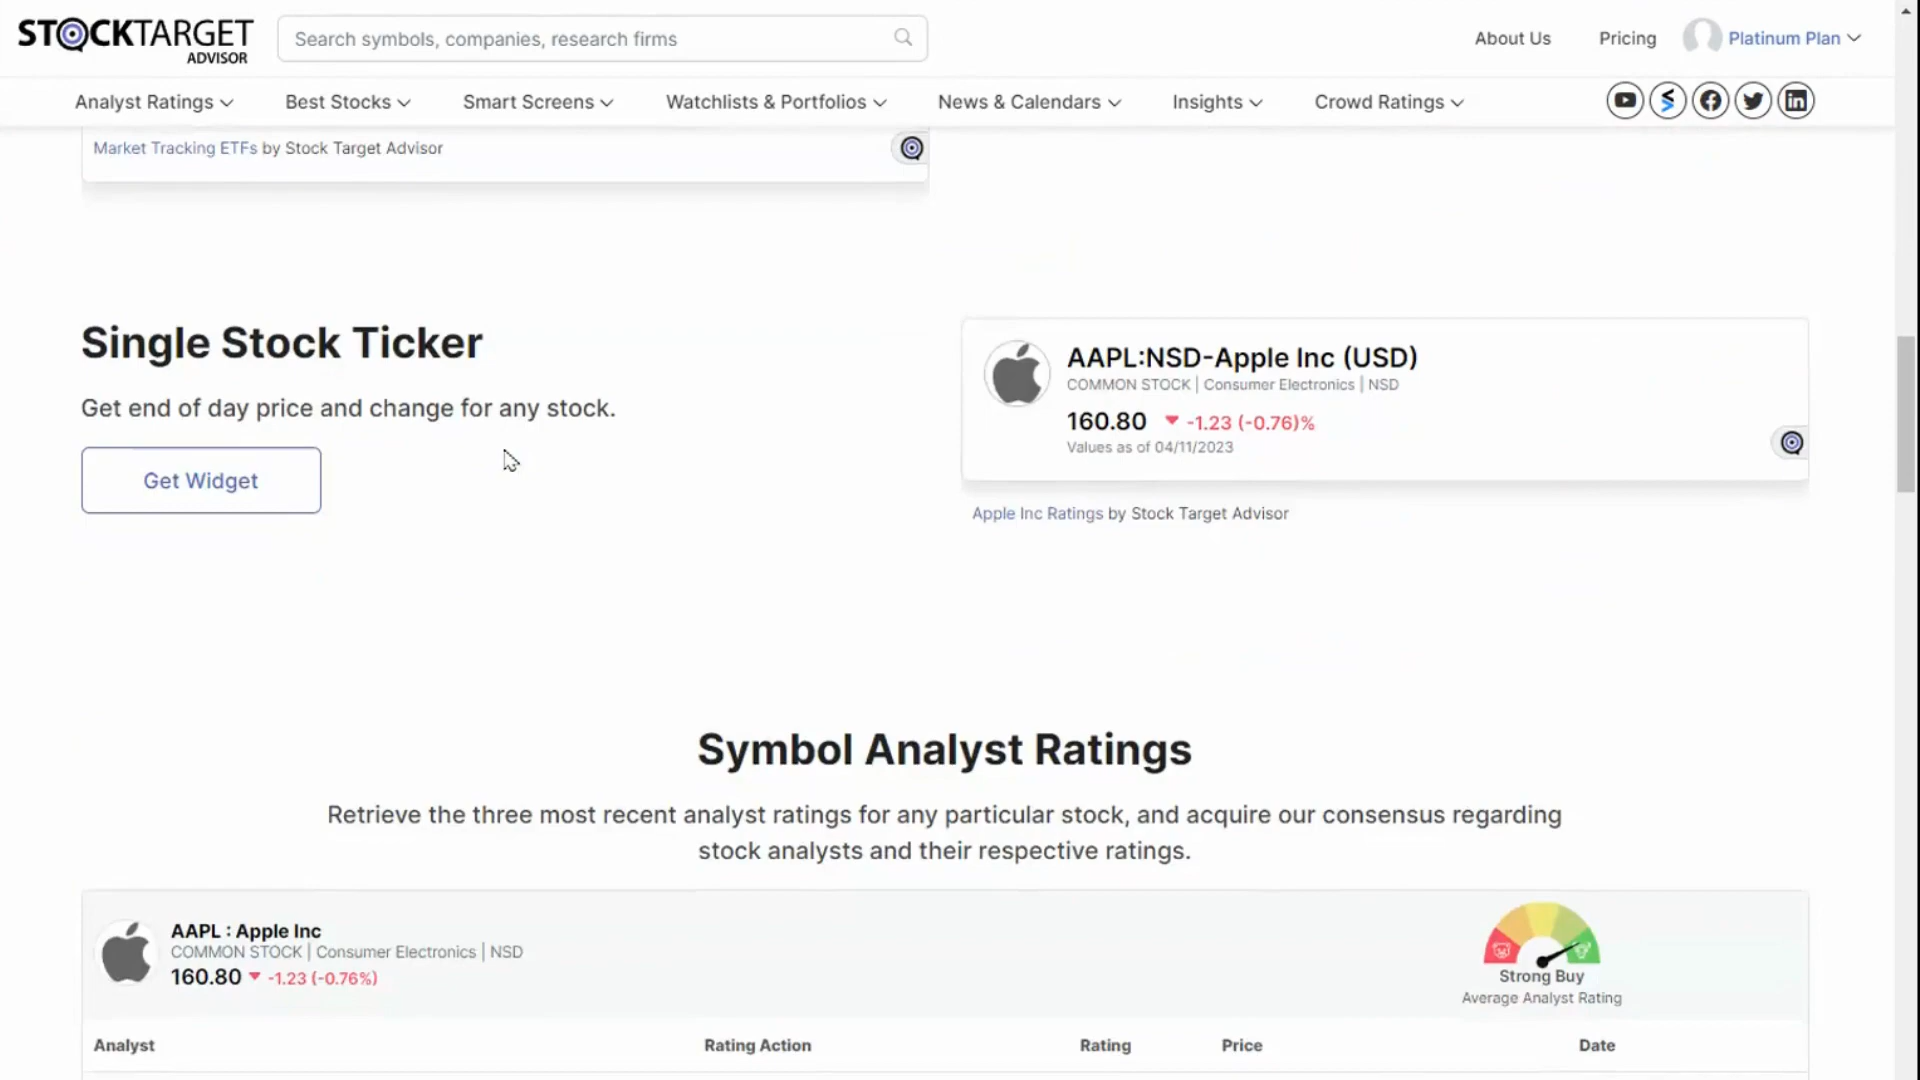 STOCKTARGET
ADVISOR
Search symbols, companies, research firms
About Us
Pricing
Platinum Plan
Analyst Ratings
Best Stocks
Smart Screens
Watchlists & Portfolios
News & Calendars
Insights
Crowd Ratings
Market Tracking ETFs by Stock Target Advisor
Single Stock Ticker
Get end of day price and change for any stock.
Get Widget
AAPL:NSD-Apple Inc (USD)
COMMON STOCK | Consumer Electronics | NSD
160.80 -1.23 (-0.76)%
Values as of 04/11/2023
Apple Inc Ratings by Stock Target Advisor
Symbol Analyst Ratings
Retrieve the three most recent analyst ratings for any particular stock, and acquire our consensus regarding
stock analysts and their respective ratings.
AAPL : Apple Inc
COMMON STOCK | Consumer Electronics | NSD
160.80 -1.23 (-0.76%)
Strong Buy
Average Analyst Rating
Analyst Rating Action Rating Price Date